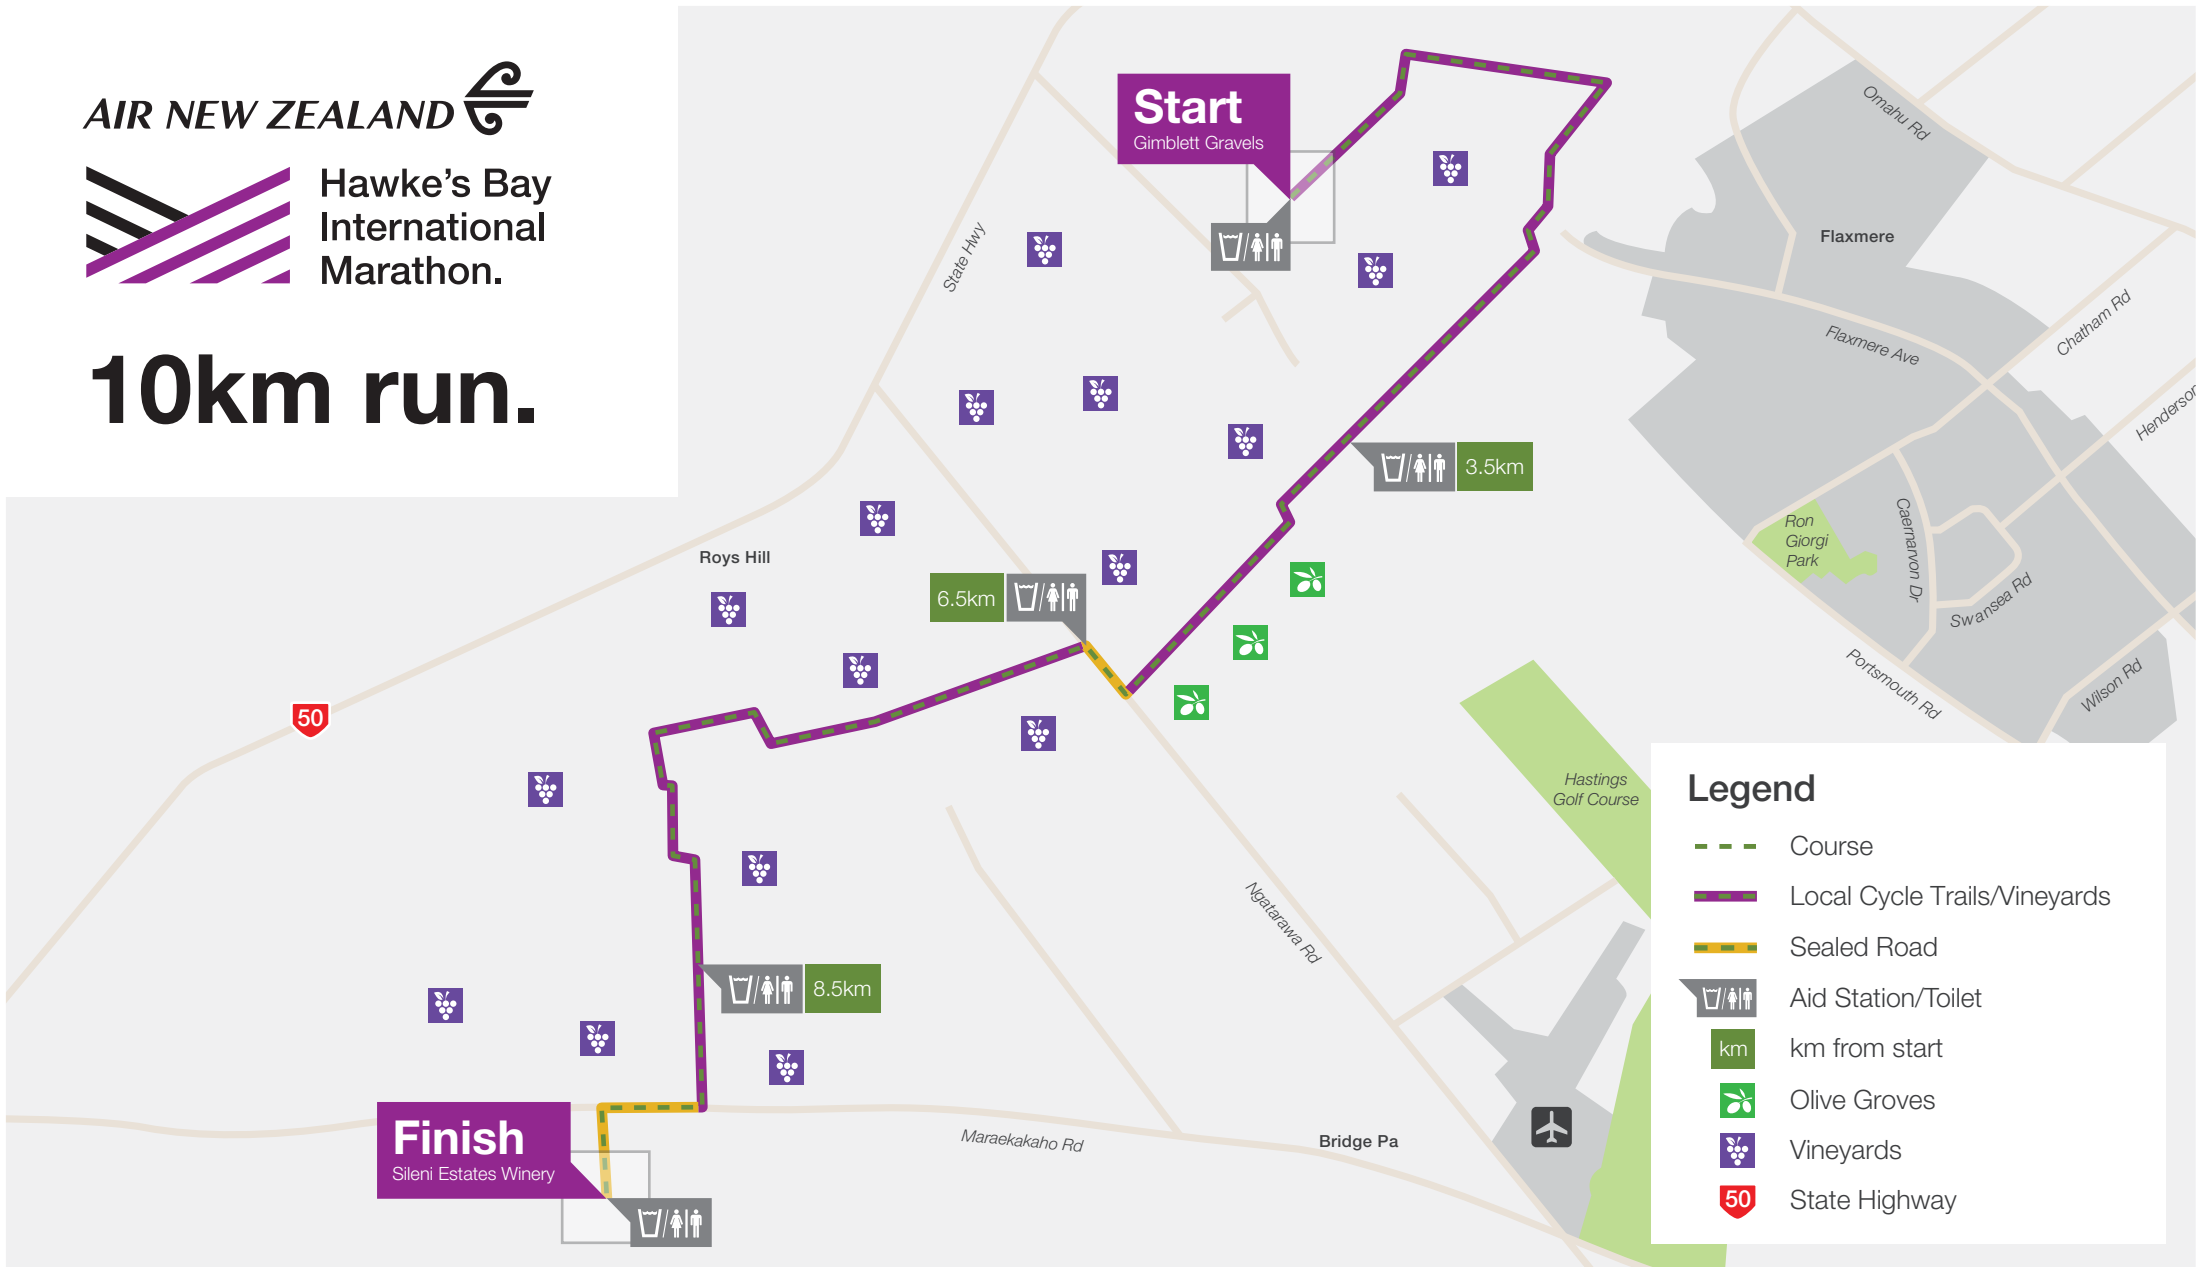 AIR NEW ZEALAND
Hawke's Bay
International
Marathon.
10km run.
Start
Gimblett Gravels
State Hwy
Omahu Rd
Flaxmere
Chatham Rd
Flaxmere Ave
Henderson
3.5km
Ron
Giorgi
Park
Caernarvon Dr
Swansea Rd
Portsmouth Rd
Wilson Rd
Roys Hill
6.5km
50
Hastings
Golf Course
Ngatarawa Rd
8.5km
Finish
Sileni Estates Winery
Maraekakaho Rd
Bridge Pa
Legend
Course
Local Cycle Trails/Vineyards
Sealed Road
Aid Station/Toilet
km
km from start
Olive Groves
Vineyards
50
State Highway